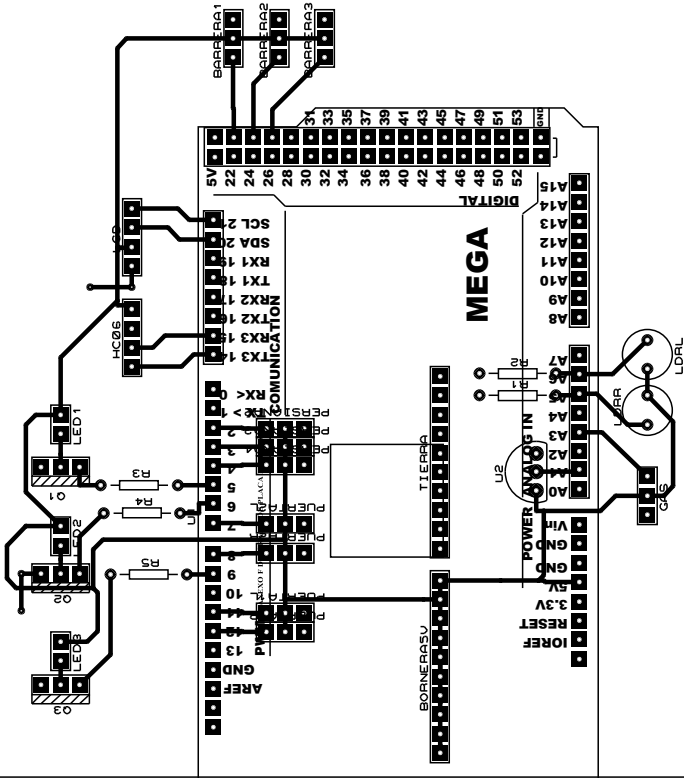 BARRERA1
BARRERA2
BARRERA3
31
33
35
37
39
41
43
45
47
49
51
53
GND
5V
22
24
26
28
30
32
34
36
38
40
42
44
46
48
50
52
DIGITAL
SCL 21
SDA 20
RX1 19
TX1 18
RX2 17
TX2 16
RX3 15
TX3 14
COMUNICATION
MEGA
A15
A14
A13
A12
A11
A10
A9
A8
A7
A6
A5
A4
A3
A2
A1
A0
HC06
LED1
Q1
R3
R4
LED2
Q2
R5
LED3
Q3
RX < 0
TX > 1
2
3
4
5
6
7
8
9
10
11
12
13
GND
AREF
TIERRA
BORNERA5V
R2
R1
U2
LDRL
LDRR
GAS
POWER
ANALOG IN
Vin
GND
GND
5V
3.3V
RESET
IOREF